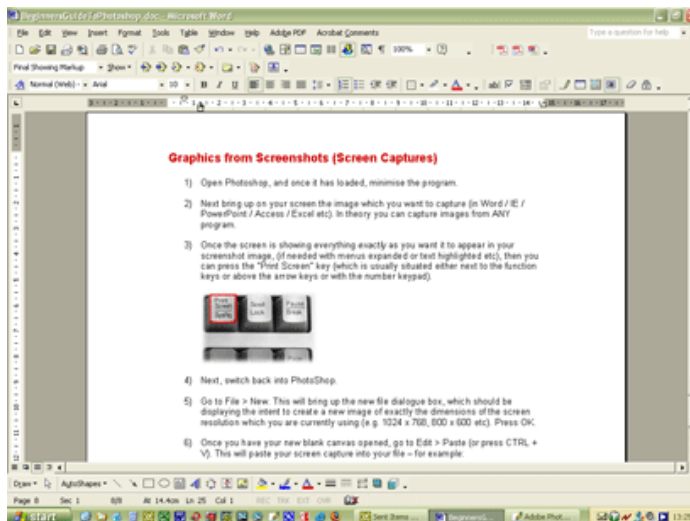 BeginnersGuideToPhotoshop.doc - Microsoft Word
File Edit View Insert Format Tools Table Window Help Adobe PDF Acrobat Comments
Type a question for help
100%
Final Showing Markup Show
Normal (Web) Arial 10 B I U
Graphics from Screenshots (Screen Captures)
1) Open Photoshop, and once it has loaded, minimise the program.
2) Next bring up on your screen the image which you want to capture (in Word / IE /
PowerPoint / Access / Excel etc). In theory you can capture images from ANY
program.
3) Once the screen is showing everything exactly as you want it to appear in your
screenshot image, (if needed with menus expanded or text highlighted etc), then you
can press the "Print Screen" key (which is usually situated either next to the function
keys or above the arrow keys or with the number keypad).
Print Screen SysRq
Scroll Lock
Pause Break
4) Next, switch back into PhotoShop.
5) Go to File > New. This will bring up the new file dialogue box, which should be
displaying the intent to create a new image of exactly the dimensions of the screen
resolution which you are currently using (e.g. 1024 x 768, 800 x 600 etc). Press OK.
6) Once you have your new blank canvas opened, go to Edit > Paste (or press CTRL +
V). This will paste your screen capture into your file – for example:
Draw AutoShapes
Page 8 Sec 1 8/8 At 14.4cm Ln 25 Col 1 REC TRK EXT OVR
start Sent Items ... BeginnersG... Adobe Phot...